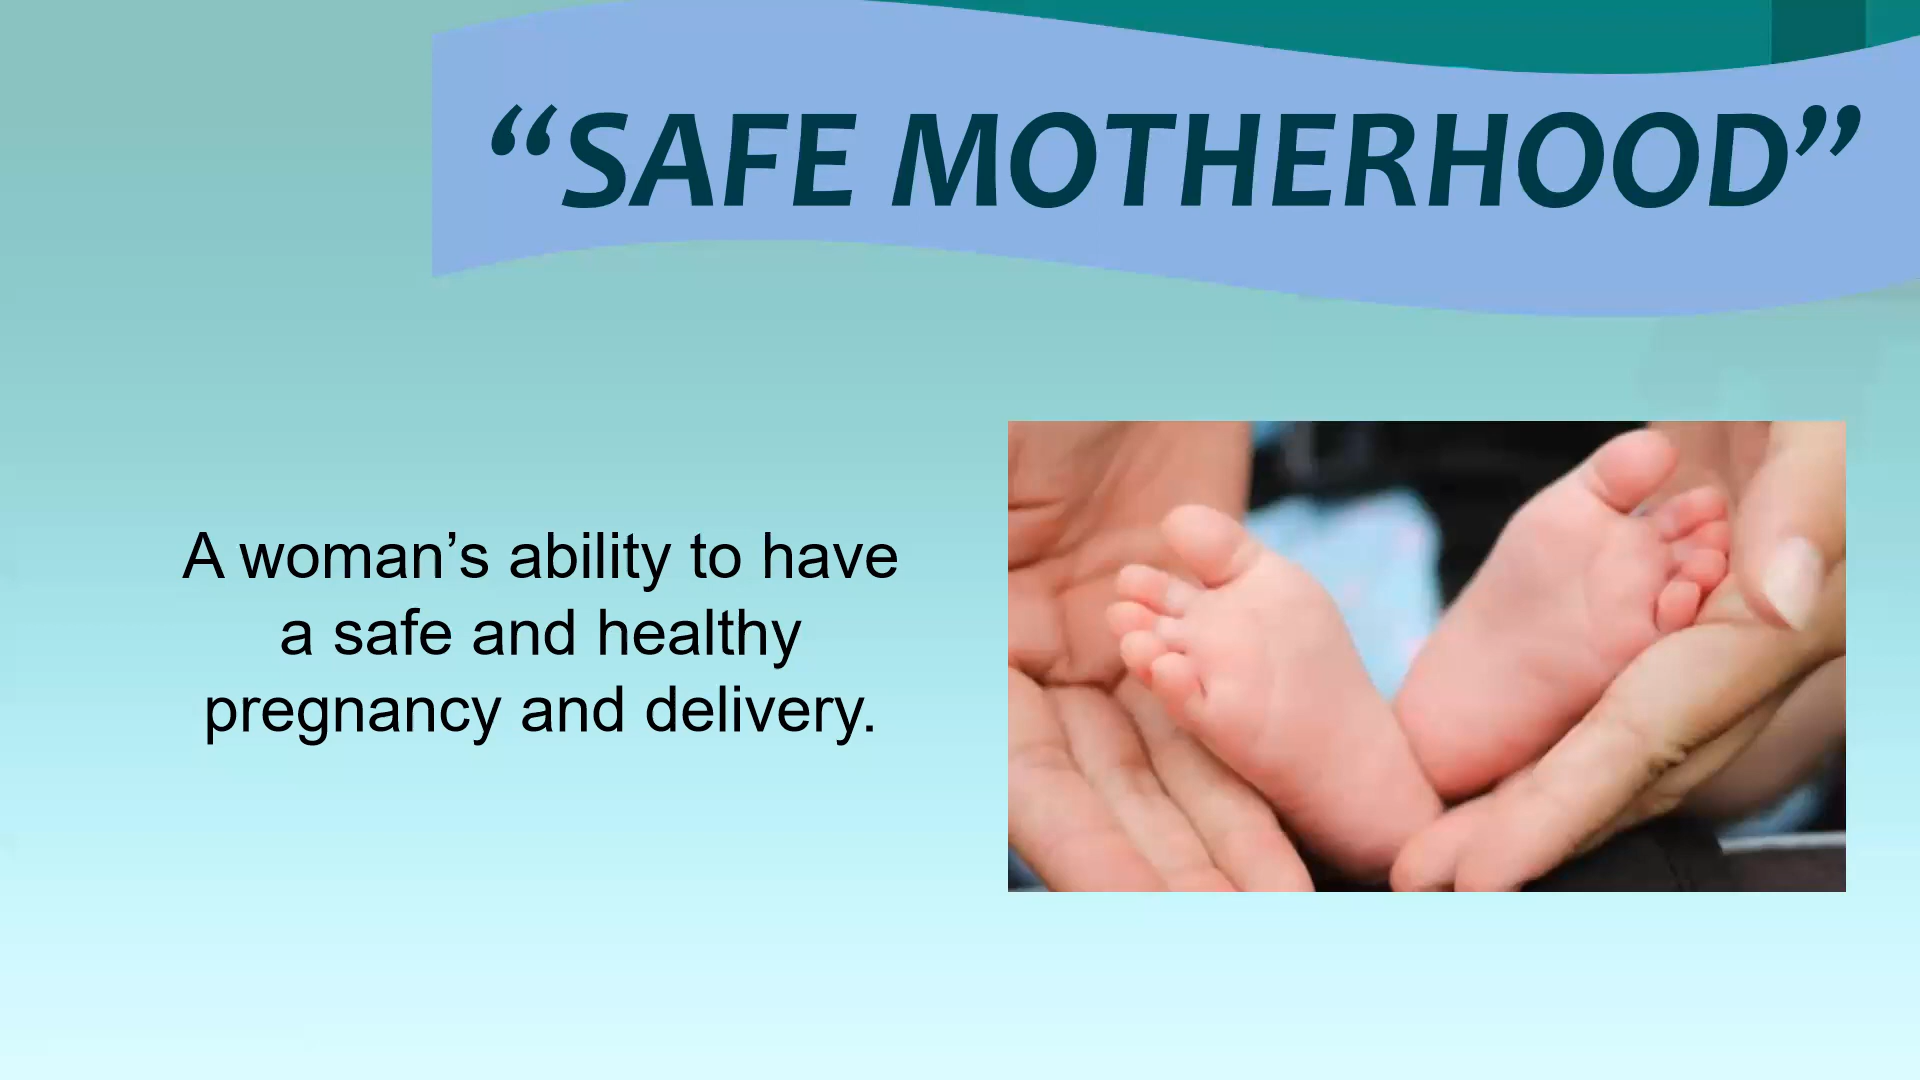 “SAFE MOTHERHOOD”
A woman’s ability to have
a safe and healthy
pregnancy and delivery.